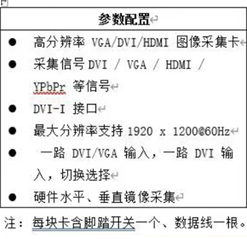 参数配置
● 高分辨率 VGA/DVI/HDMI 图像采集卡
● 采集信号 DVI / VGA / HDMI /
YPbPr 等信号
● DVI-I 接口
● 最大分辨率支持 1920 x 1200@60Hz
● 一路 DVI/VGA 输入，一路 DVI 输
入，切换选择
● 硬件水平、垂直镜像采集
注：每块卡含脚踏开关一个、数据线一根。